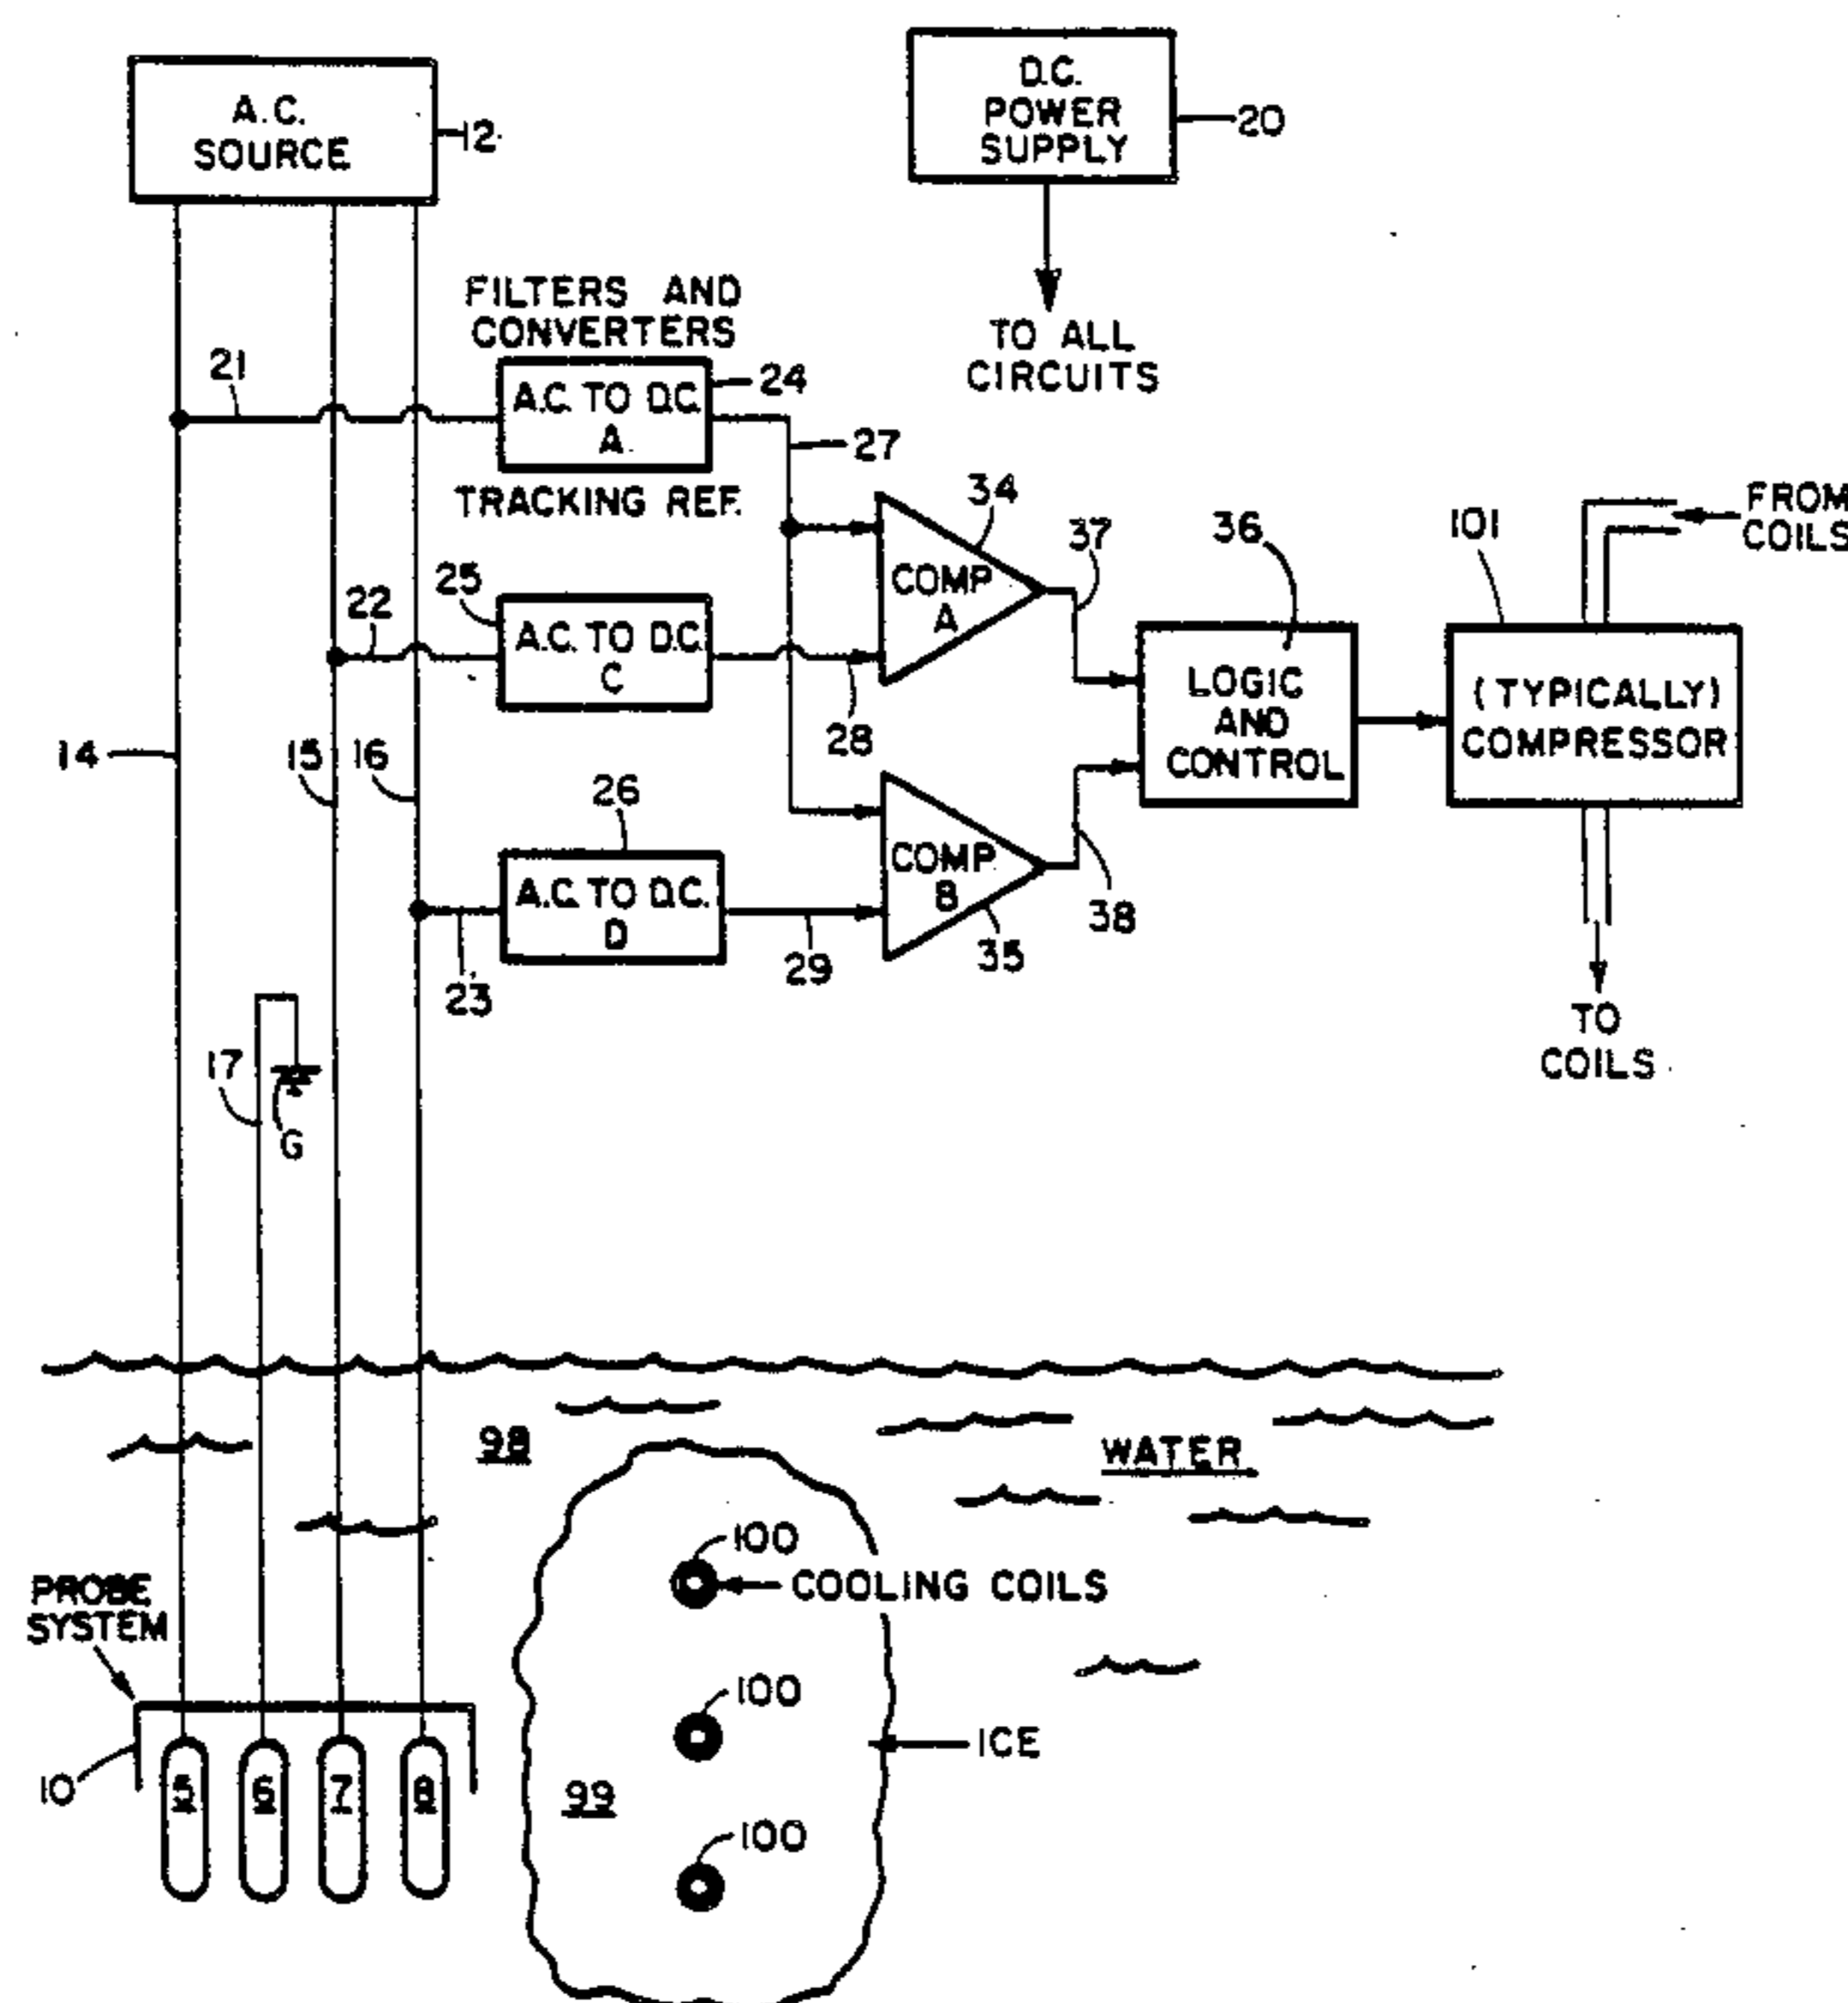 A.C.
SOURCE
12
D.C.
POWER
SUPPLY
20
TO ALL
CIRCUITS
FILTERS AND
CONVERTERS
21
A.C. TO D.C.
A
24
27
TRACKING REF.
34
COMP
A
37
36
101
FROM
COILS
25
22
A.C. TO D.C.
C
28
LOGIC
AND
CONTROL
(TYPICALLY)
COMPRESSOR
14
15
16
26
A.C. TO D.C.
D
23
29
COMP
B
35
38
TO
COILS
17
G
98
WATER
100
COOLING COILS
PROBE
SYSTEM
100
ICE
10
5
6
7
8
99
100